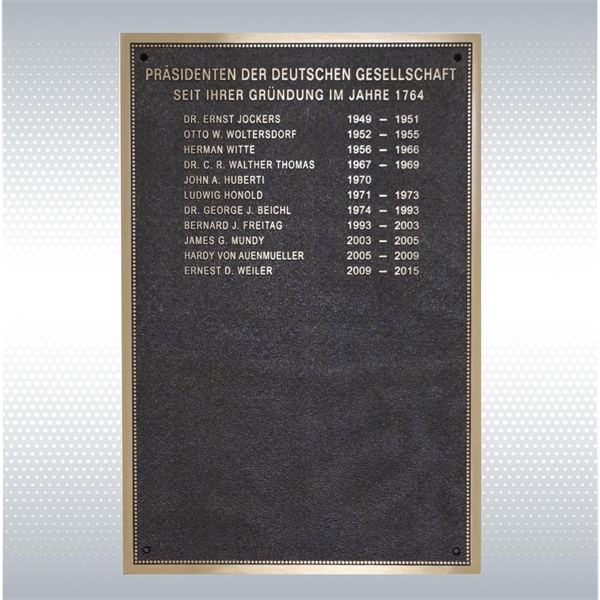 PRÄSIDENTEN DER DEUTSCHEN GESELLSCHAFT
SEIT IHRER GRÜNDUNG IM JAHRE 1764
DR. ERNST JOCKERS 1949 – 1951
OTTO W. WOLTERSDORF 1952 – 1955
HERMAN WITTE 1956 – 1966
DR. C. R. WALTHER THOMAS 1967 – 1969
JOHN A. HUBERTI 1970
LUDWIG HONOLD 1971 – 1973
DR. GEORGE J. BEICHL 1974 – 1993
BERNARD J. FREITAG 1993 – 2003
JAMES G. MUNDY 2003 – 2005
HARDY VON AUENMUELLER 2005 – 2009
ERNEST D. WEILER 2009 – 2015